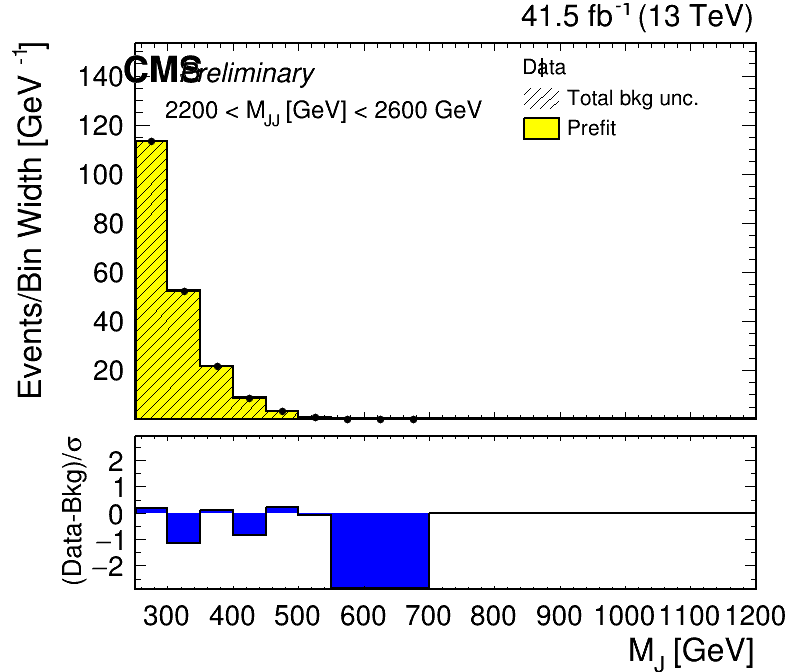 41.5 fb⁻¹ (13 TeV)
CMS Preliminary
2200 < M_JJ [GeV] < 2600 GeV
Data
Total bkg unc.
Prefit
Events/Bin Width [GeV⁻¹]
140
120
100
80
60
40
20
(Data-Bkg)/σ
2
1
0
−1
−2
300 400 500 600 700 800 900 1000 1100 1200
M_J [GeV]